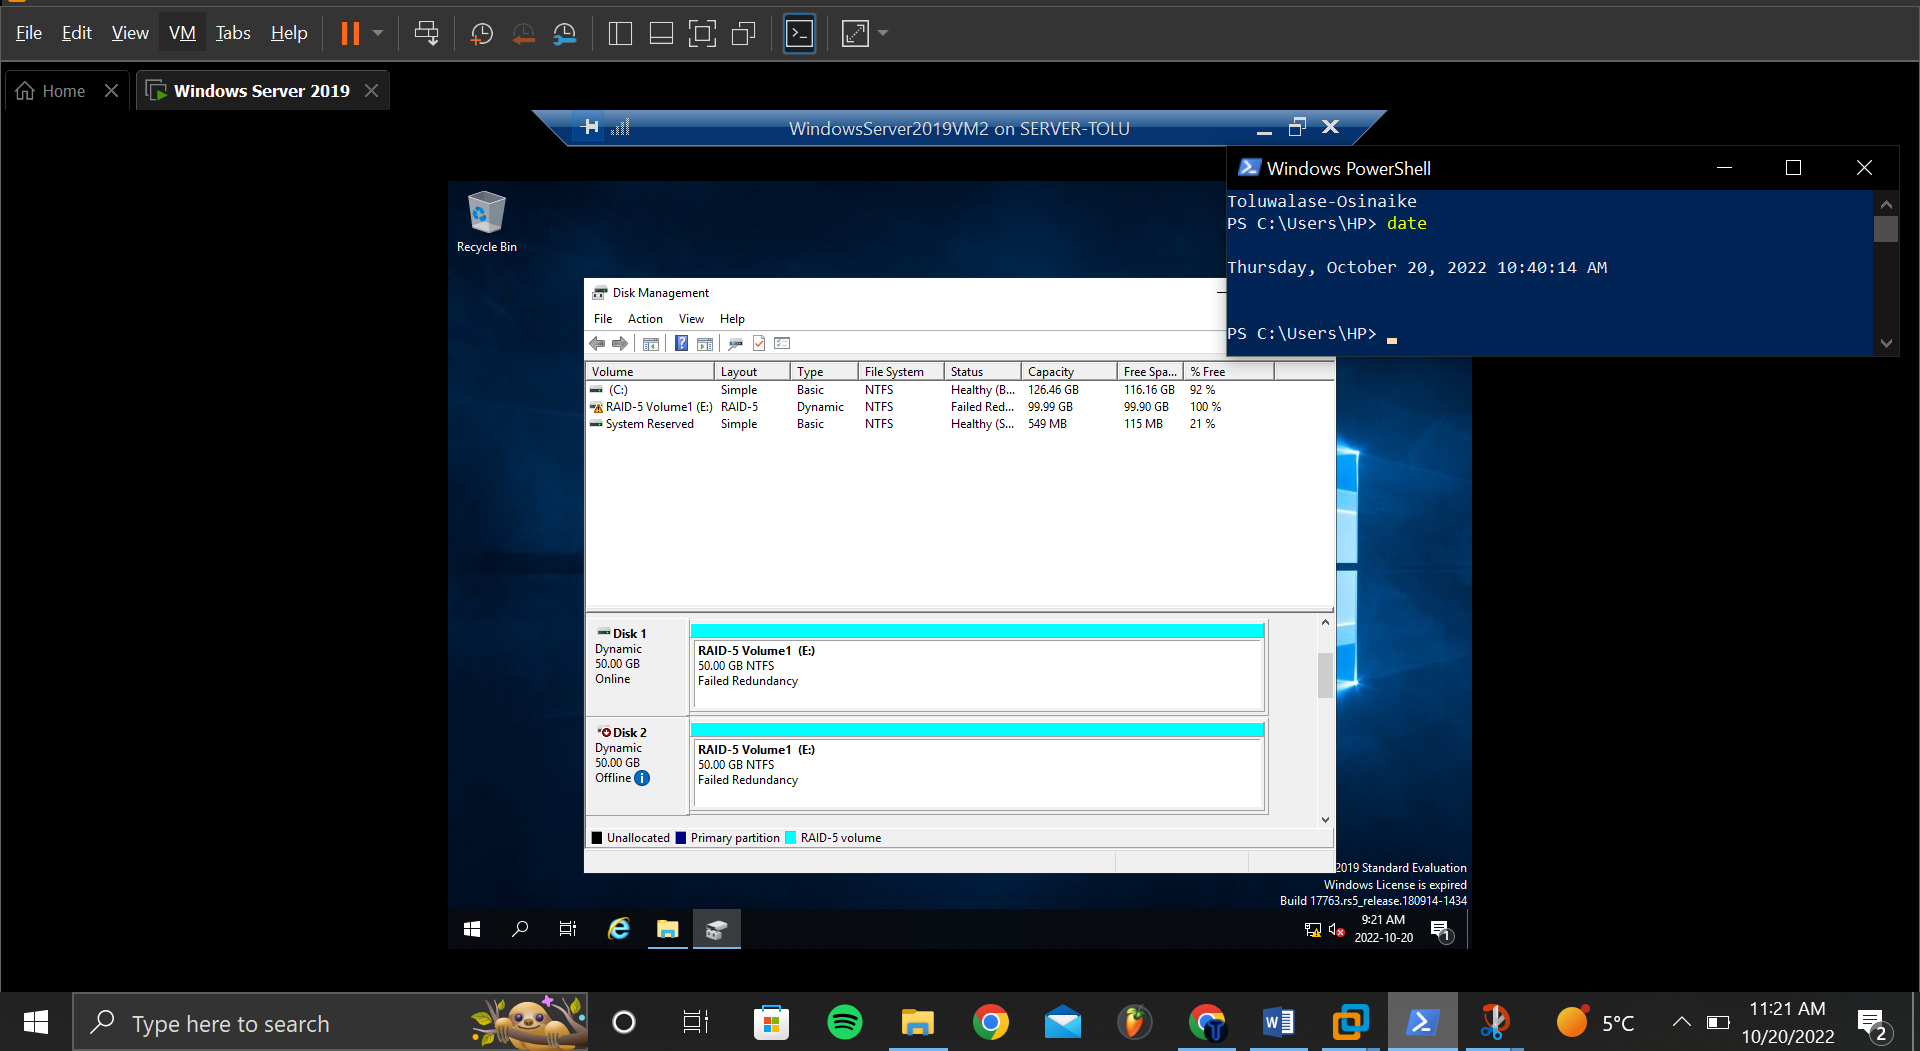 File Edit View VM Tabs Help
Home
Windows Server 2019
WindowsServer2019VM2 on SERVER-TOLU
Windows PowerShell
Toluwalase-Osinaike
PS C:\Users\HP> date
Thursday, October 20, 2022 10:40:14 AM
PS C:\Users\HP>
Recycle Bin
Disk Management
File Action View Help
Volume Layout Type File System Status Capacity Free Spa... % Free
(C:) Simple Basic NTFS Healthy (B... 126.46 GB 116.16 GB 92 %
RAID-5 Volume1 (E:) RAID-5 Dynamic NTFS Failed Red... 99.99 GB 99.90 GB 100 %
System Reserved Simple Basic NTFS Healthy (S... 549 MB 115 MB 21 %
Disk 1
Dynamic
50.00 GB
Online
RAID-5 Volume1 (E:)
50.00 GB NTFS
Failed Redundancy
Disk 2
Dynamic
50.00 GB
Offline
RAID-5 Volume1 (E:)
50.00 GB NTFS
Failed Redundancy
Unallocated Primary partition RAID-5 volume
2019 Standard Evaluation
Windows License is expired
Build 17763.rs5_release.180914-1434
9:21 AM
2022-10-20
1
Type here to search
5°C
11:21 AM
10/20/2022
2